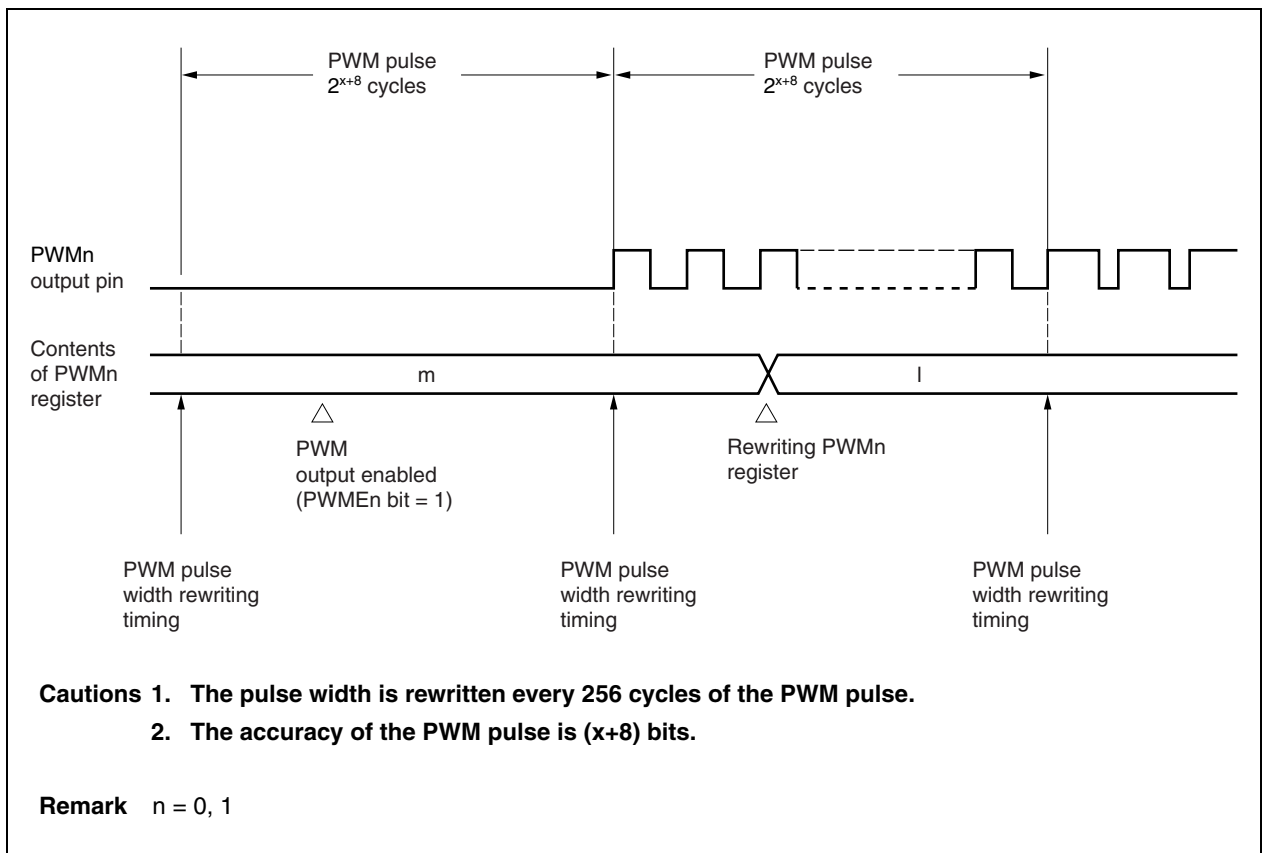 PWM pulse
2^x+8 cycles
PWM pulse
2^x+8 cycles
PWMn
output pin
Contents
of PWMn
register
m
l
PWM
output enabled
(PWMEn bit = 1)
Rewriting PWMn
register
PWM pulse
width rewriting
timing
PWM pulse
width rewriting
timing
PWM pulse
width rewriting
timing
Cautions 1. The pulse width is rewritten every 256 cycles of the PWM pulse.
2. The accuracy of the PWM pulse is (x+8) bits.
Remark n = 0, 1